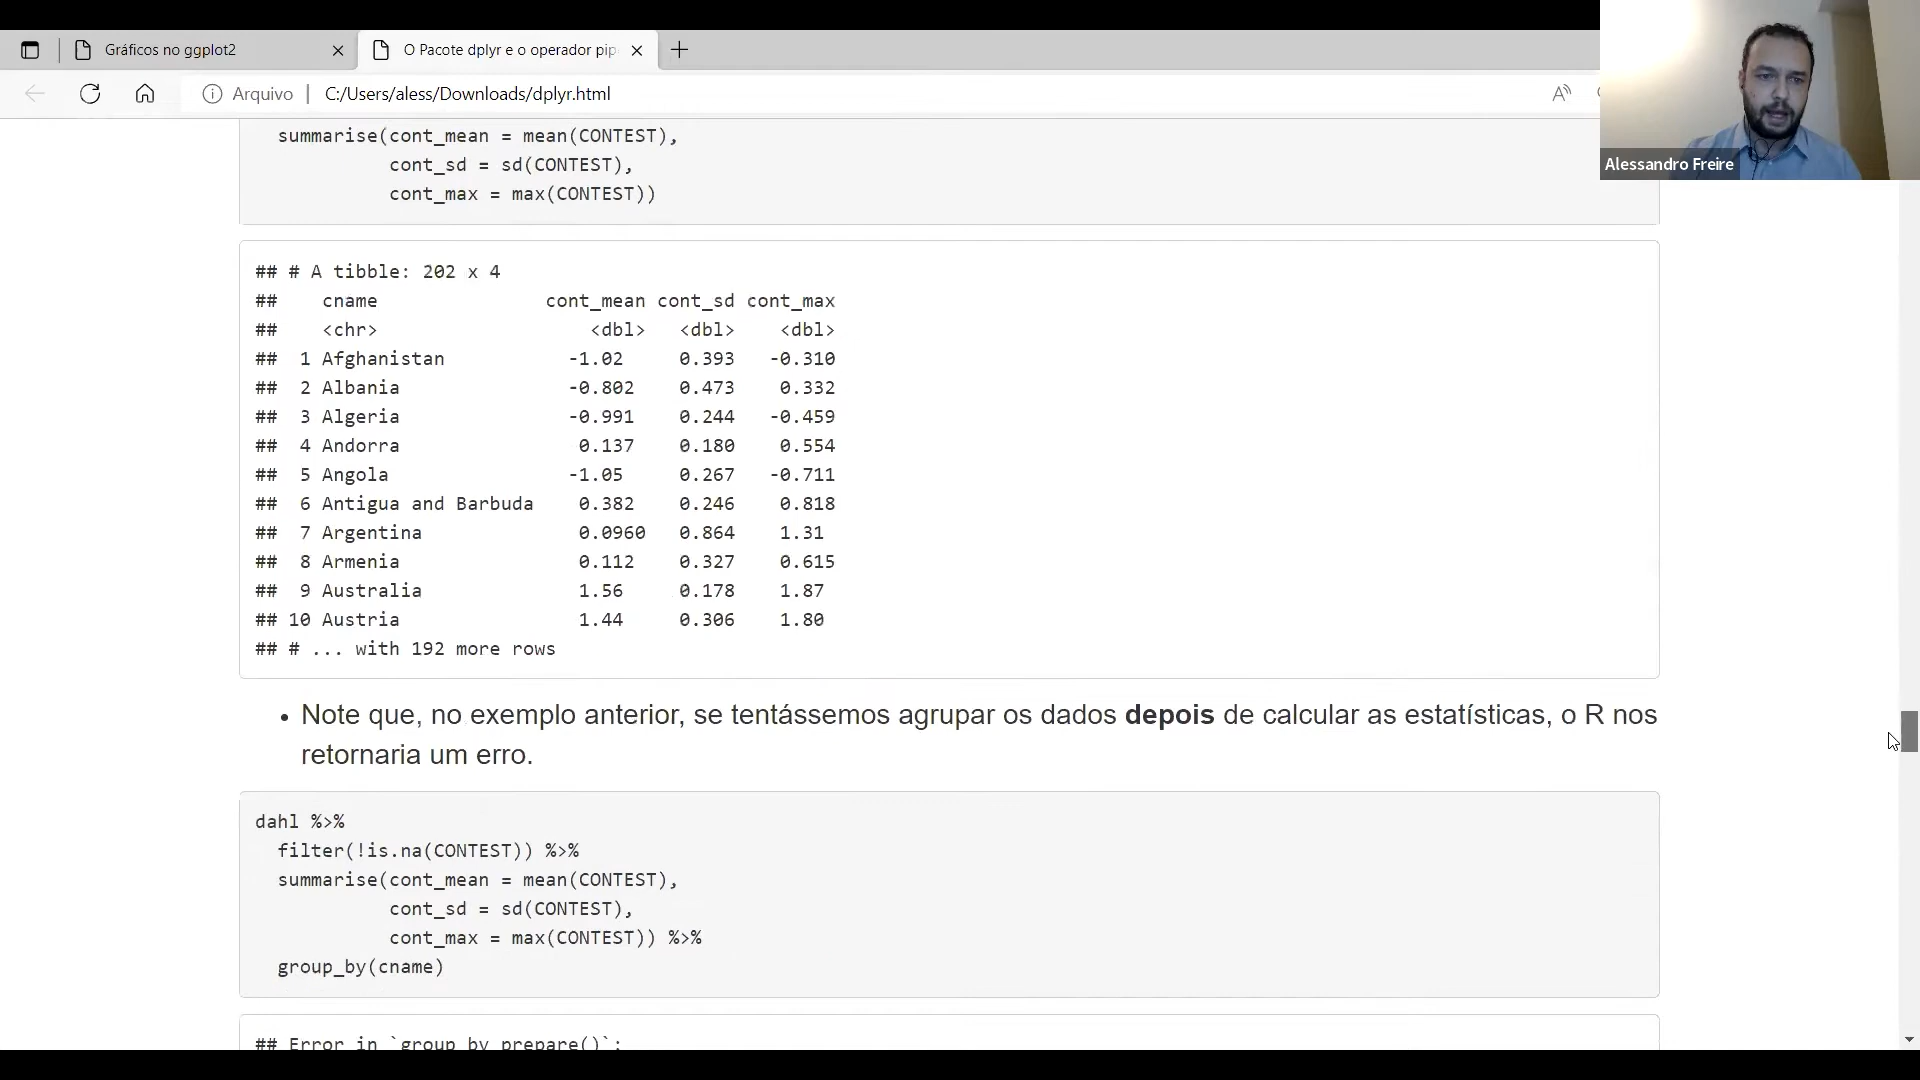 Gráficos no ggplot2
O Pacote dplyr e o operador pip
Arquivo
C:/Users/aless/Downloads/dplyr.html
Alessandro Freire
summarise(cont_mean = mean(CONTEST),
cont_sd = sd(CONTEST),
cont_max = max(CONTEST))
## # A tibble: 202 x 4
## cname cont_mean cont_sd cont_max
## <chr> <dbl> <dbl> <dbl>
## 1 Afghanistan -1.02 0.393 -0.310
## 2 Albania -0.802 0.473 0.332
## 3 Algeria -0.991 0.244 -0.459
## 4 Andorra 0.137 0.180 0.554
## 5 Angola -1.05 0.267 -0.711
## 6 Antigua and Barbuda 0.382 0.246 0.818
## 7 Argentina 0.0960 0.864 1.31
## 8 Armenia 0.112 0.327 0.615
## 9 Australia 1.56 0.178 1.87
## 10 Austria 1.44 0.306 1.80
## # ... with 192 more rows
• Note que, no exemplo anterior, se tentássemos agrupar os dados depois de calcular as estatísticas, o R nos
retornaria um erro.
dahl %>%
filter(!is.na(CONTEST)) %>%
summarise(cont_mean = mean(CONTEST),
cont_sd = sd(CONTEST),
cont_max = max(CONTEST)) %>%
group_by(cname)
## Error in `group_by_prepare()`: